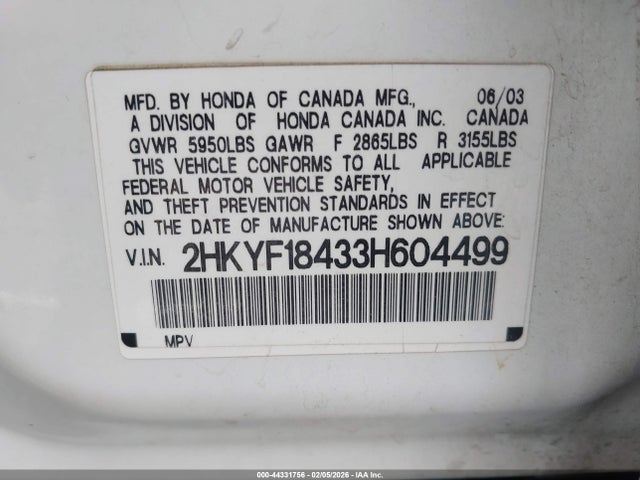 MFD. BY HONDA OF CANADA MFG., 06/03
A DIVISION OF HONDA CANADA INC. CANADA
GVWR 5950LBS GAWR F 2865LBS R 3155LBS
THIS VEHICLE CONFORMS TO ALL APPLICABLE
FEDERAL MOTOR VEHICLE SAFETY,
AND THEFT PREVENTION STANDARDS IN EFFECT
ON THE DATE OF MANUFACTURE SHOWN ABOVE:
V.I.N. 2HKYF18433H604499
MPV
000-44331756 - 02/05/2026 - IAA Inc.